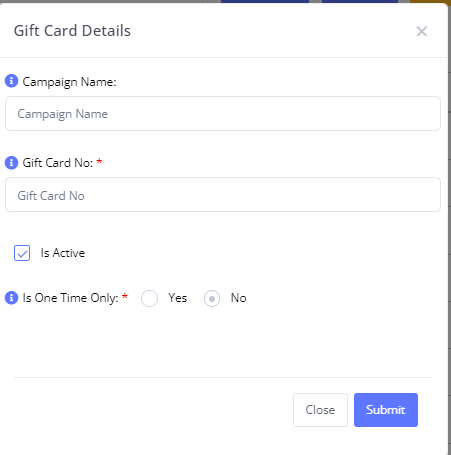 Gift Card Details
Campaign Name:
Campaign Name
Gift Card No: *
Gift Card No
Is Active
Is One Time Only: * Yes No
Close Submit